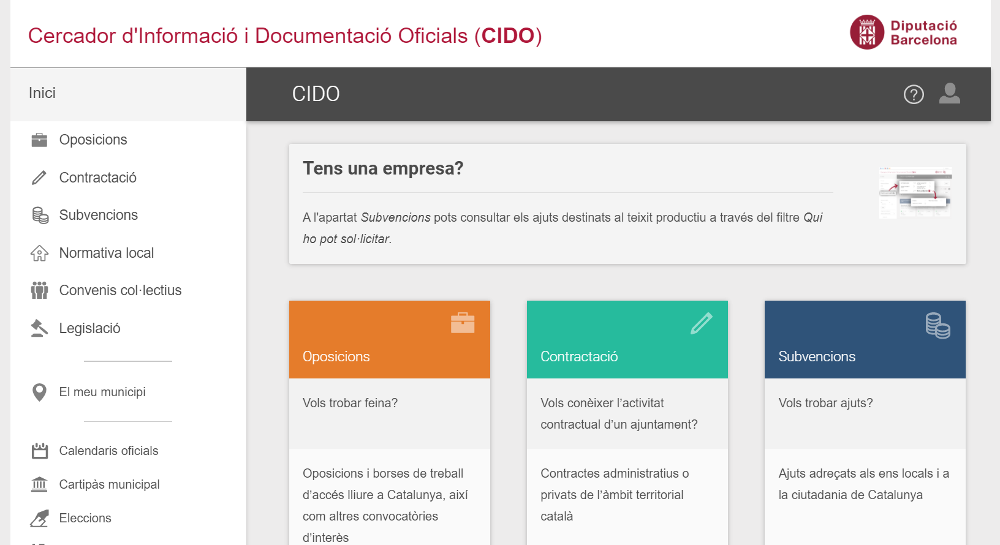 Cercador d'Informació i Documentació Oficials (CIDO)
Diputació
Barcelona
Inici
CIDO
?
Oposicions
Contractació
Subvencions
Normativa local
Convenis col·lectius
Legislació
El meu municipi
Calendaris oficials
Cartipàs municipal
Eleccions
Tens una empresa?
A l'apartat Subvencions pots consultar els ajuts destinats al teixit productiu a través del filtre Qui
ho pot sol·licitar.
Oposicions
Vols trobar feina?
Oposicions i borses de treball
d’accés lliure a Catalunya, així
com altres convocatòries
d’interès
Contractació
Vols conèixer l’activitat
contractual d’un ajuntament?
Contractes administratius o
privats de l’àmbit territorial
català
Subvencions
Vols trobar ajuts?
Ajuts adreçats als ens locals i a
la ciutadania de Catalunya